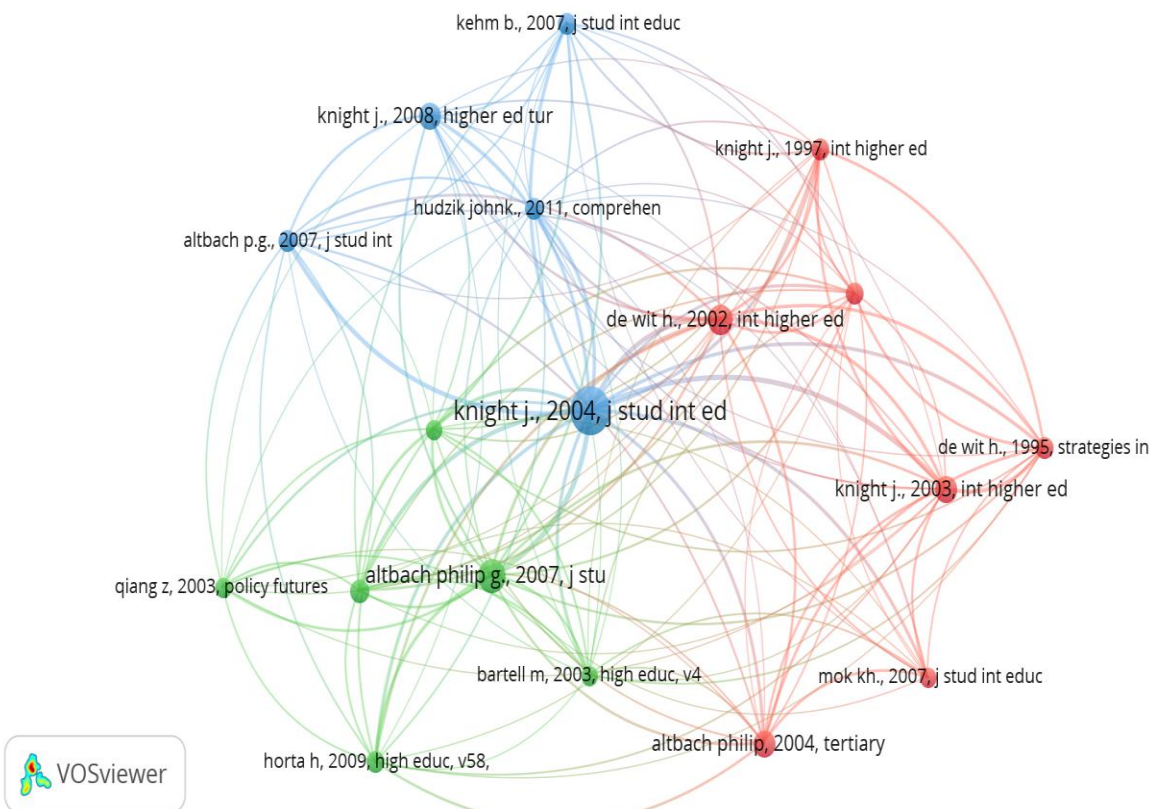 kehm b., 2007, j stud int educ
knight j., 2008, higher ed tur
knight j., 1997, int higher ed
hudzik johnk., 2011, comprehen
altbach p.g., 2007, j stud int
de wit h., 2002, int higher ed
knight j., 2004, j stud int ed
de wit h., 1995, strategies in
knight j., 2003, int higher ed
altbach philip g., 2007, j stu
qiang z, 2003, policy futures
bartell m, 2003, high educ, v4
mok kh., 2007, j stud int educ
altbach philip, 2004, tertiary
horta h, 2009, high educ, v58,
VOSviewer